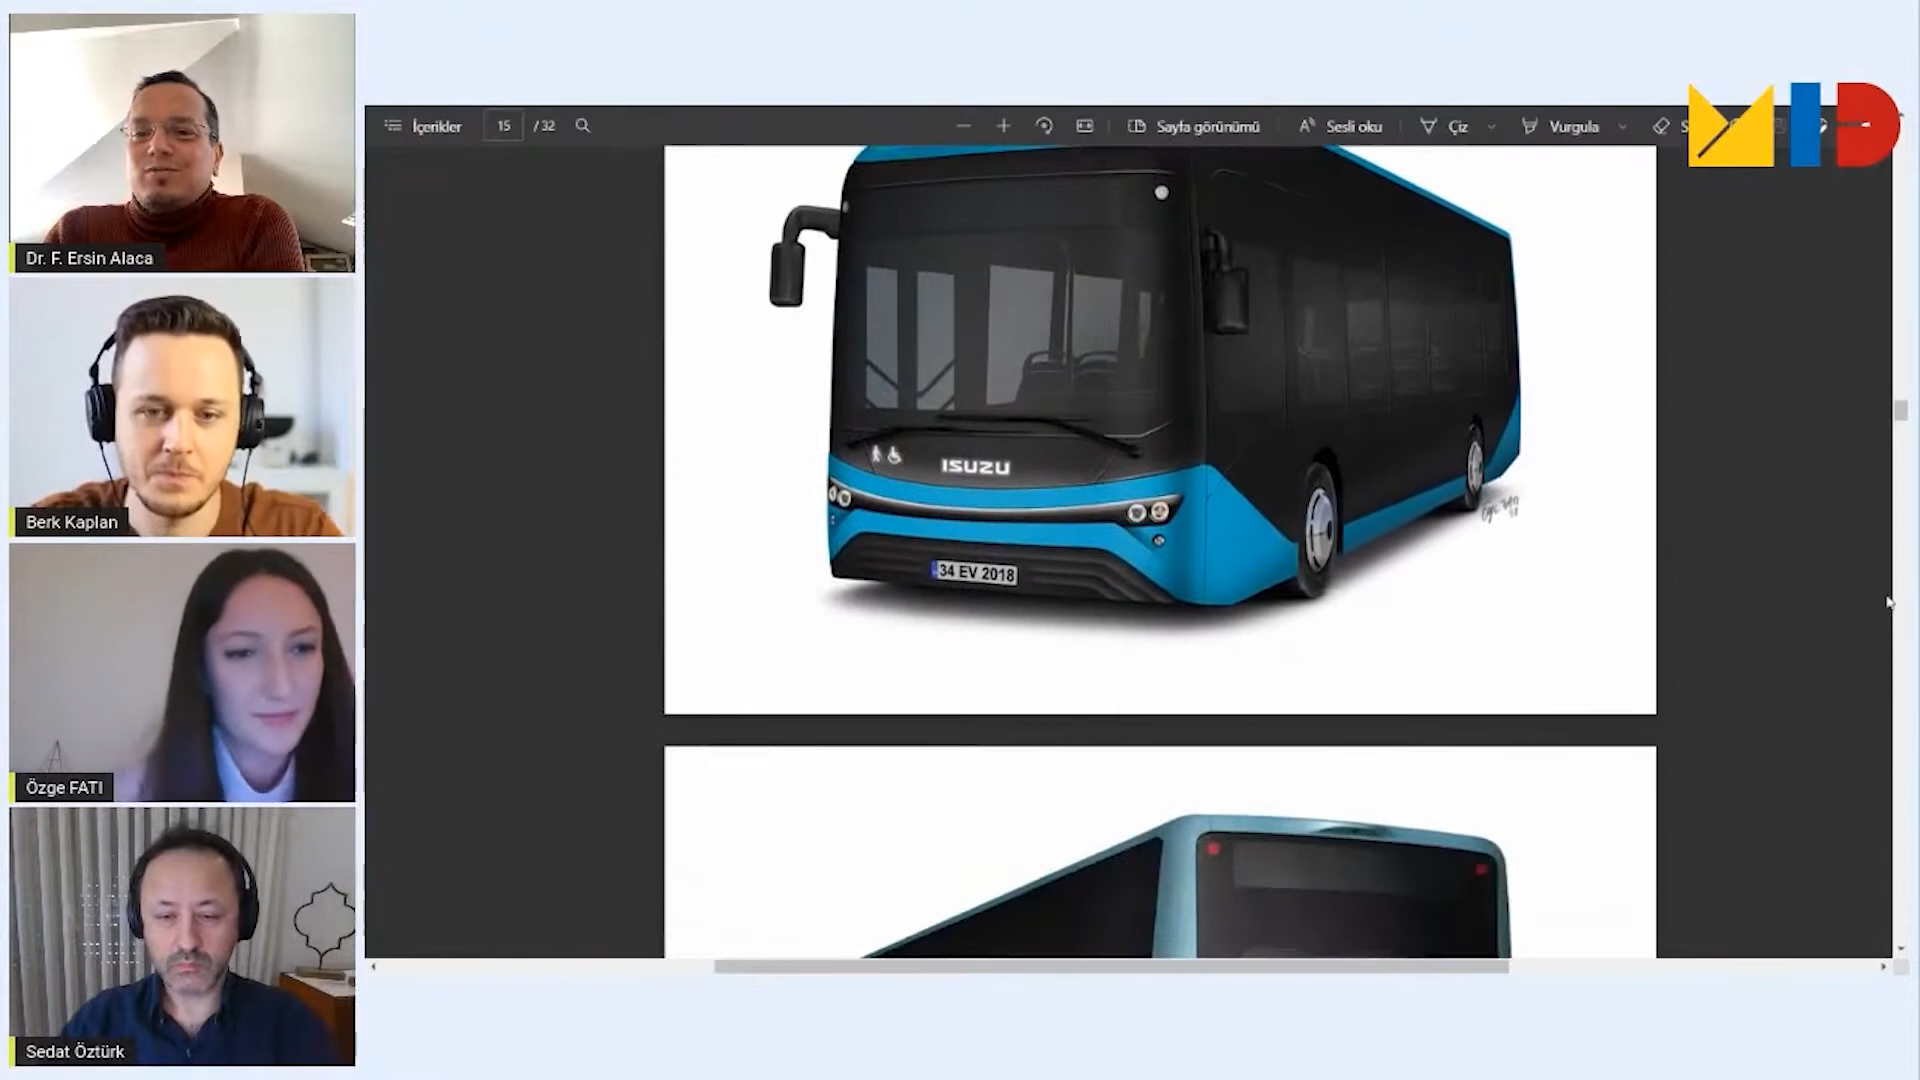 Dr. F. Ersin Alaca
Berk Kaplan
Özge FATI
Sedat Öztürk
İçerikler 15 /32
Sayfa görünümü
Sesli oku
Çiz
Vurgula
MID
ISUZU
34 EV 2018